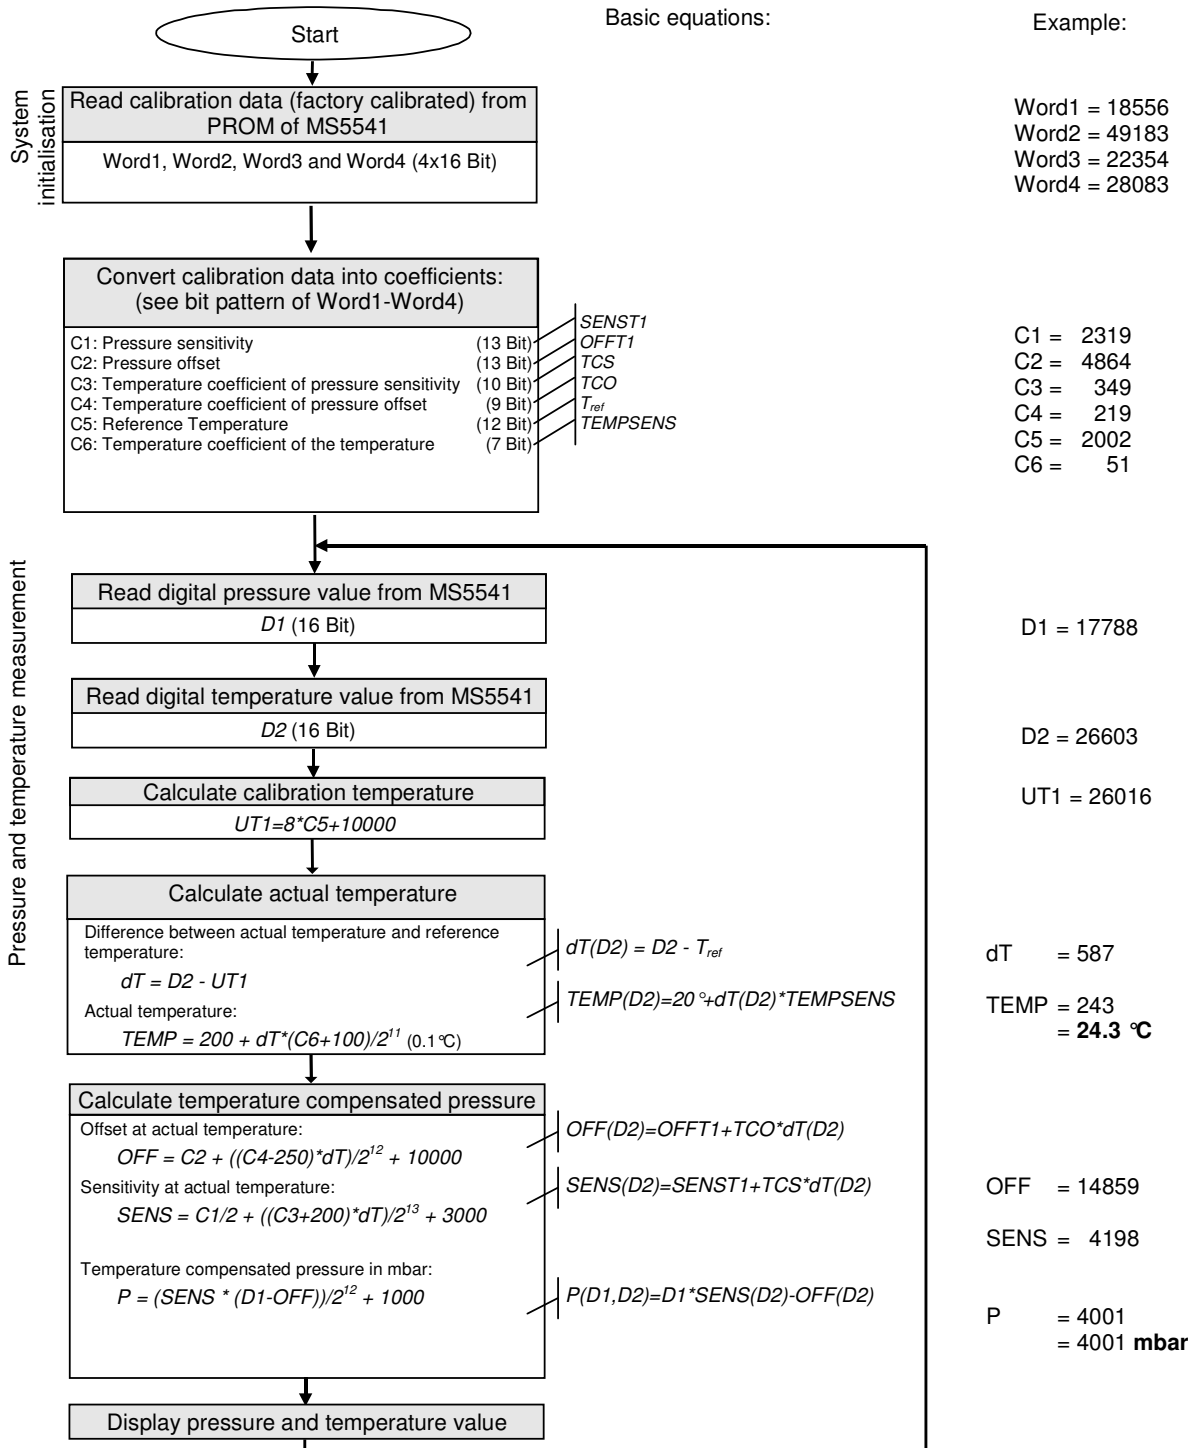 Start
Basic equations:
Example:
System
initialisation
Read calibration data (factory calibrated) from
PROM of MS5541
Word1, Word2, Word3 and Word4 (4x16 Bit)
Word1 = 18556
Word2 = 49183
Word3 = 22354
Word4 = 28083
Convert calibration data into coefficients:
(see bit pattern of Word1-Word4)
C1: Pressure sensitivity (13 Bit) SENST1
C2: Pressure offset (13 Bit) OFFT1
C3: Temperature coefficient of pressure sensitivity (10 Bit) TCS
C4: Temperature coefficient of pressure offset (9 Bit) TCO
C5: Reference Temperature (12 Bit) Tref
C6: Temperature coefficient of the temperature (7 Bit) TEMPSENS
C1 = 2319
C2 = 4864
C3 = 349
C4 = 219
C5 = 2002
C6 = 51
Pressure and temperature measurement
Read digital pressure value from MS5541
D1 (16 Bit)
D1 = 17788
Read digital temperature value from MS5541
D2 (16 Bit)
D2 = 26603
Calculate calibration temperature
UT1=8*C5+10000
UT1 = 26016
Calculate actual temperature
Difference between actual temperature and reference
temperature:
dT = D2 - UT1
dT(D2) = D2 - Tref
dT = 587
Actual temperature:
TEMP = 200 + dT*(C6+100)/2^11 (0.1°C)
TEMP(D2)=20°+dT(D2)*TEMPSENS
TEMP = 243
= 24.3 °C
Calculate temperature compensated pressure
Offset at actual temperature:
OFF = C2 + ((C4-250)*dT)/2^12 + 10000
OFF(D2)=OFFT1+TCO*dT(D2)
OFF = 14859
Sensitivity at actual temperature:
SENS = C1/2 + ((C3+200)*dT)/2^13 + 3000
SENS(D2)=SENST1+TCS*dT(D2)
SENS = 4198
Temperature compensated pressure in mbar:
P = (SENS * (D1-OFF))/2^12 + 1000
P(D1,D2)=D1*SENS(D2)-OFF(D2)
P = 4001
= 4001 mbar
Display pressure and temperature value